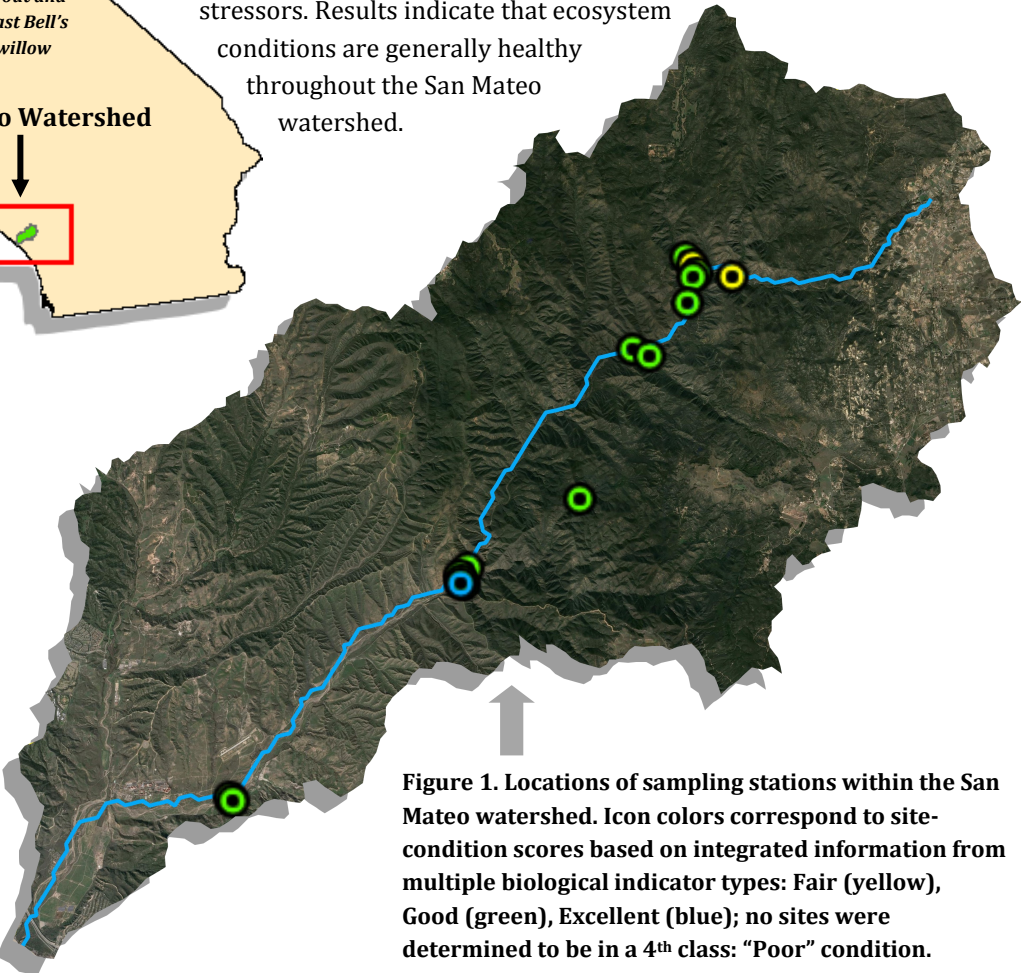 out and
ast Bell's
willow
o Watershed
stressors. Results indicate that ecosystem
conditions are generally healthy
throughout the San Mateo
watershed.
Figure 1. Locations of sampling stations within the San
Mateo watershed. Icon colors correspond to site-
condition scores based on integrated information from
multiple biological indicator types: Fair (yellow),
Good (green), Excellent (blue); no sites were
determined to be in a 4th class: “Poor” condition.